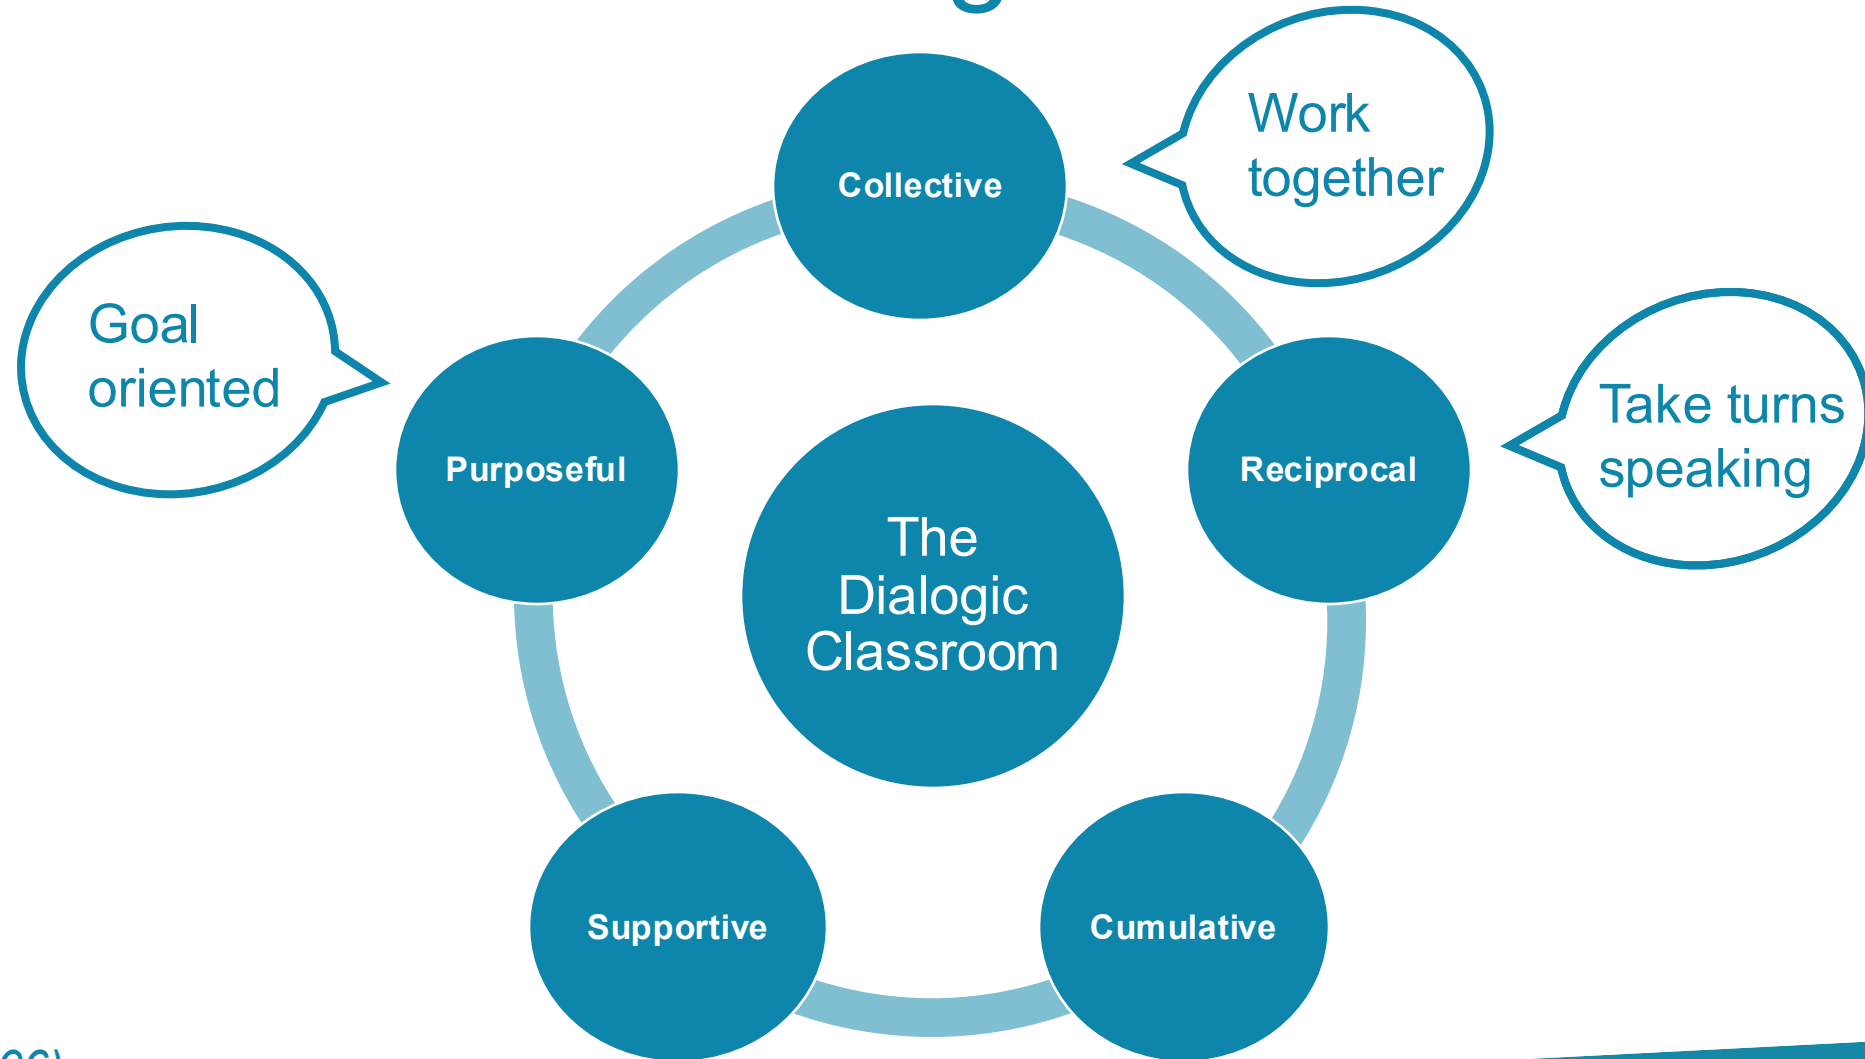 Collective
Work
together
Goal
oriented
Take turns
speaking
Purposeful
Reciprocal
The
Dialogic
Classroom
Supportive
Cumulative